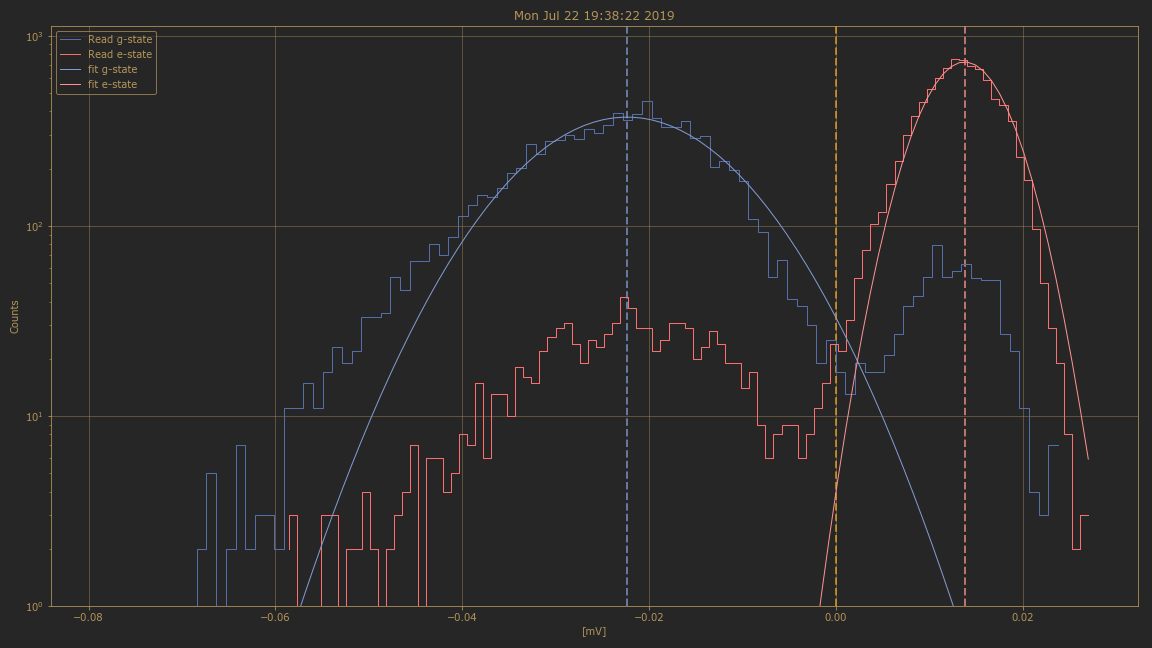 Mon Jul 22 19:38:22 2019
Read g-state
Read e-state
fit g-state
fit e-state
10³
10²
10¹
10⁰
Counts
−0.08 −0.06 −0.04 −0.02 0.00 0.02
[mV]